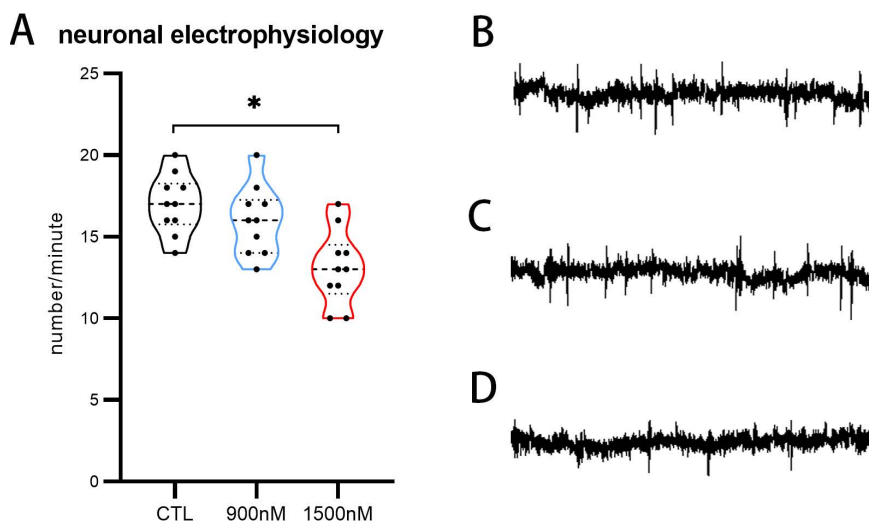 A neuronal electrophysiology
25
20
15
10
5
0
number/minute
*
CTL 900nM 1500nM
B
C
D